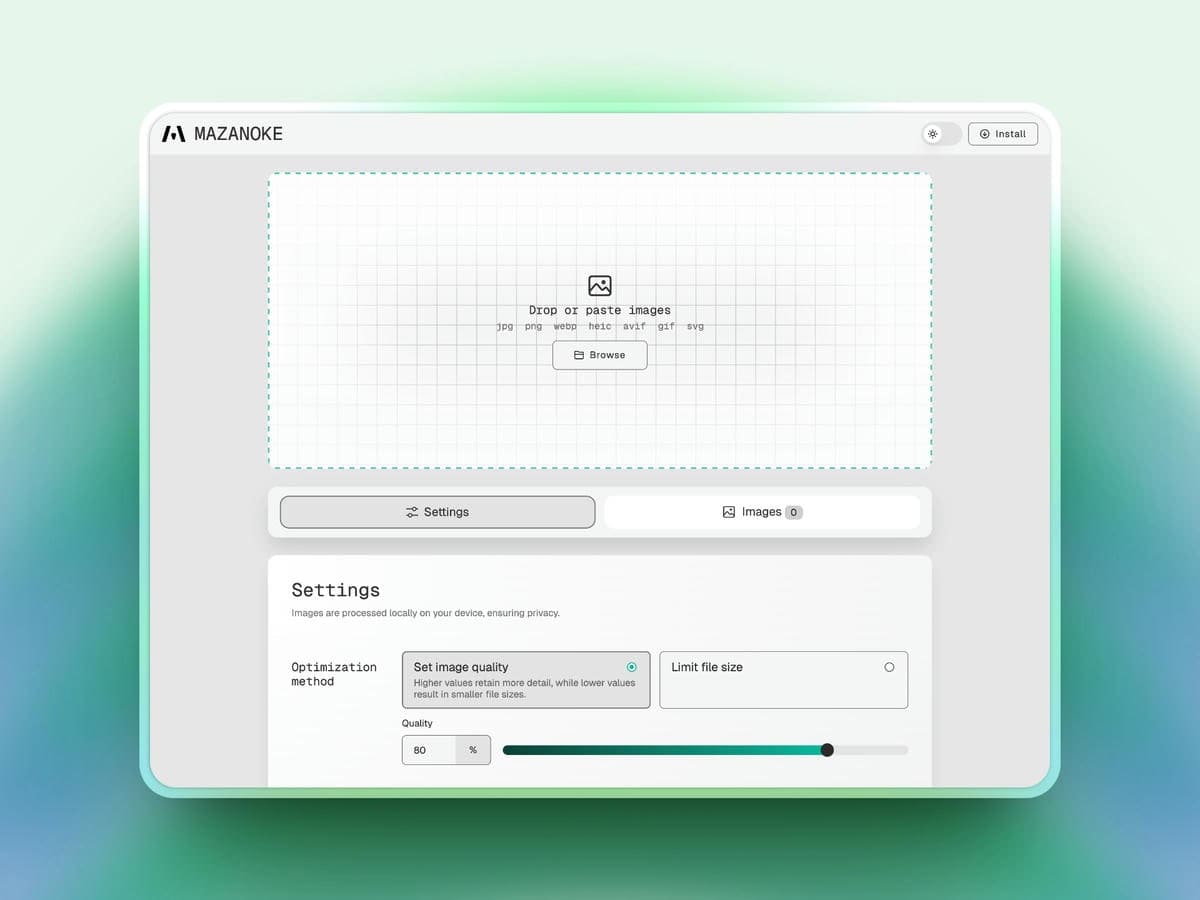 MAZANOKE
Install
Drop or paste images
jpg png webp heic avif gif svg
Browse
Settings
Images 0
Settings
Images are processed locally on your device, ensuring privacy.
Optimization
method
Set image quality
Higher values retain more detail, while lower values
result in smaller file sizes.
Limit file size
Quality
80 %